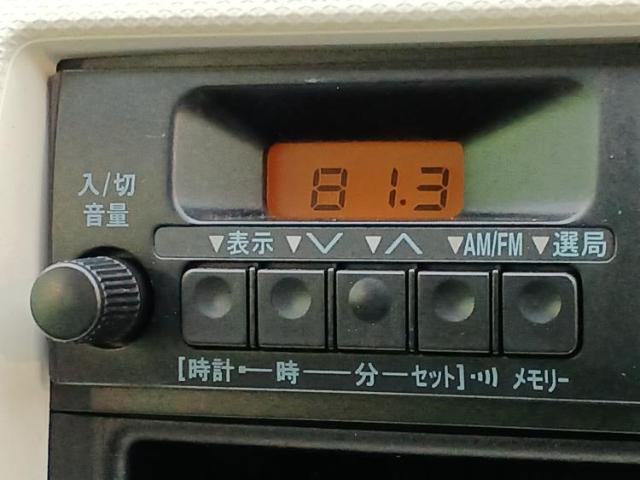 81.3
入/切
音量
▼表示 ▼∨ ▼∧ ▼AM/FM ▼選局
[時計 時 分 セット] メモリー